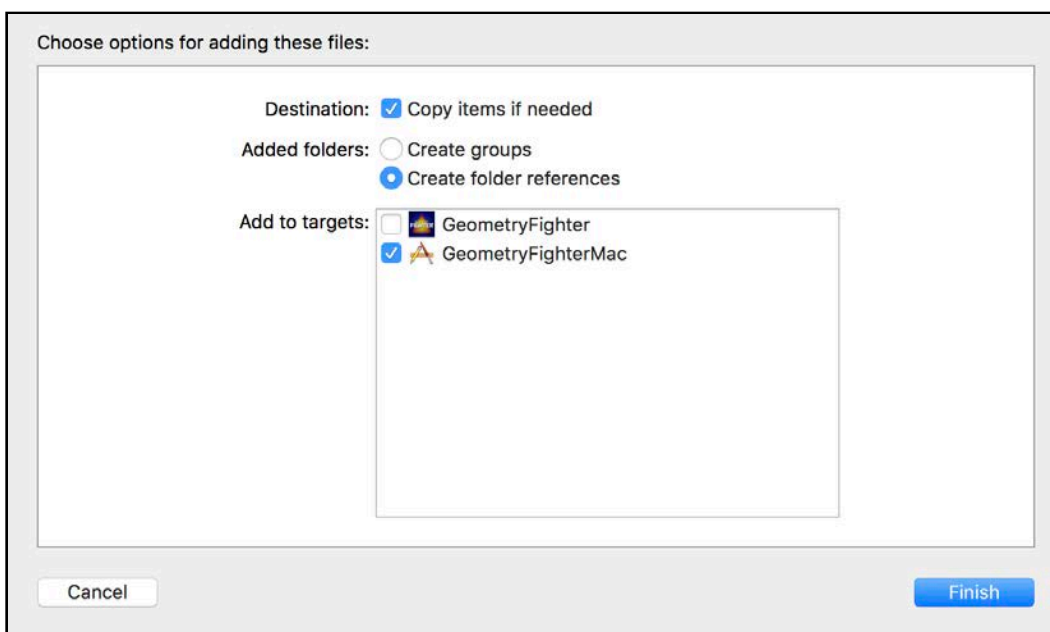 Choose options for adding these files:
Destination: Copy items if needed
Added folders: Create groups
Create folder references
Add to targets: GeometryFighter
GeometryFighterMac
Cancel Finish